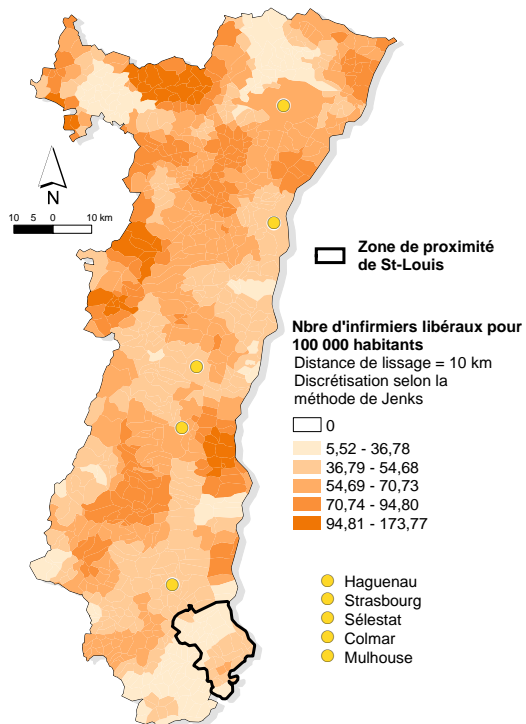 N
10 5 0 10 km
Zone de proximité
de St-Louis
Nbre d'infirmiers libéraux pour
100 000 habitants
Distance de lissage = 10 km
Discrétisation selon la
méthode de Jenks
0
5,52 - 36,78
36,79 - 54,68
54,69 - 70,73
70,74 - 94,80
94,81 - 173,77
Haguenau
Strasbourg
Sélestat
Colmar
Mulhouse